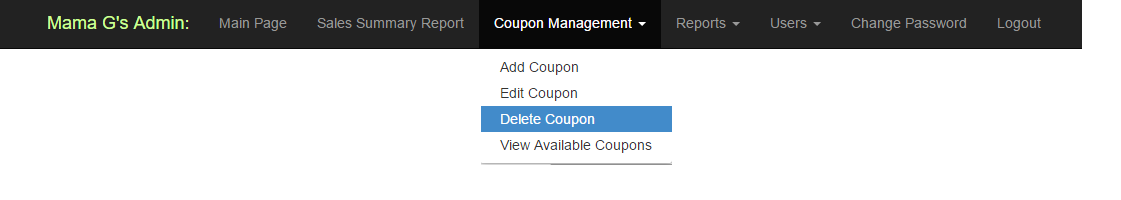 Mama G's Admin: Main Page Sales Summary Report Coupon Management Reports Users Change Password Logout
Add Coupon
Edit Coupon
Delete Coupon
View Available Coupons